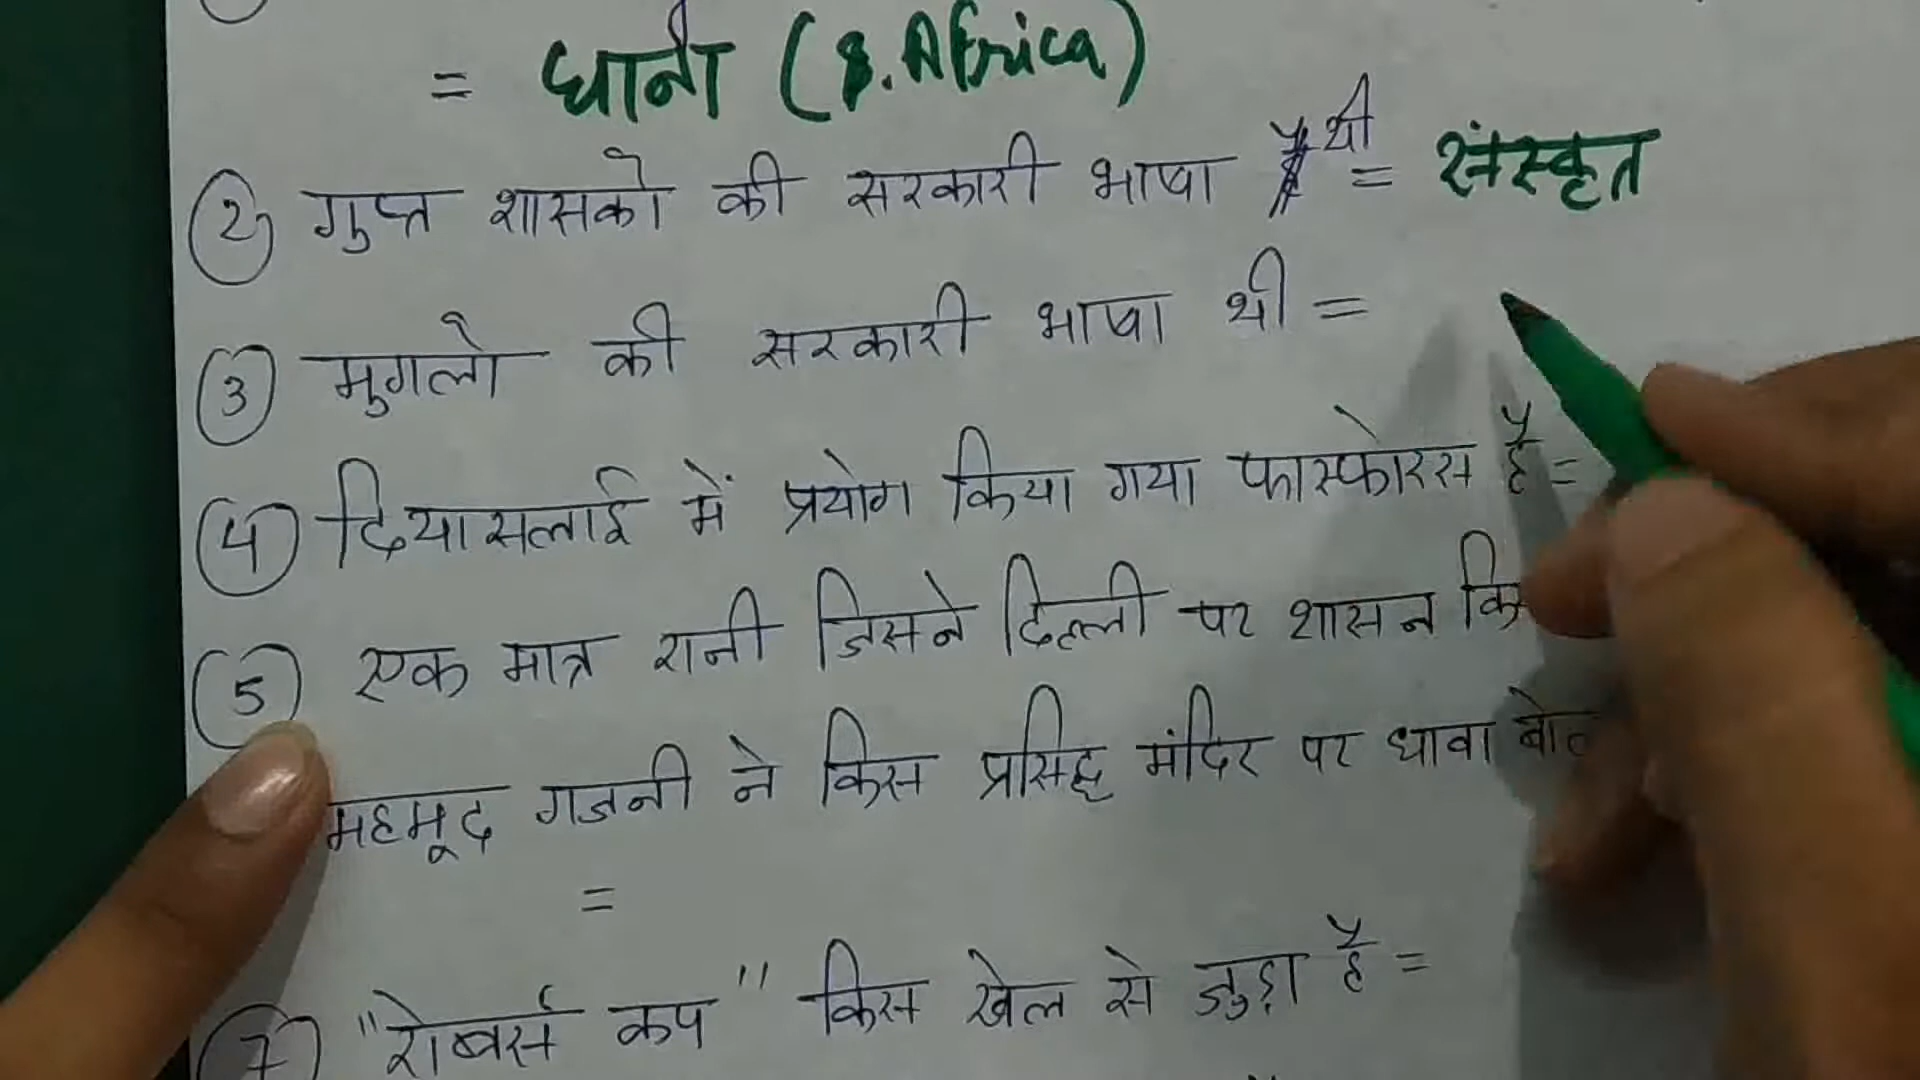 = घानी (S. Africa)
2 गुप्त शासको की सरकारी भाषा थी = संस्कृत
3 मुगलो की सरकारी भाषा थी =
4 दियासलाई में प्रयोग किया गया फास्फोरस है =
5 एक मात्र रानी जिसने दिल्ली पर शासन कि
महमूद गजनी ने किस प्रसिद्ध मंदिर पर धावा बोल
=
7 "रोबर्स कप" किस खेल से जुड़ा है =